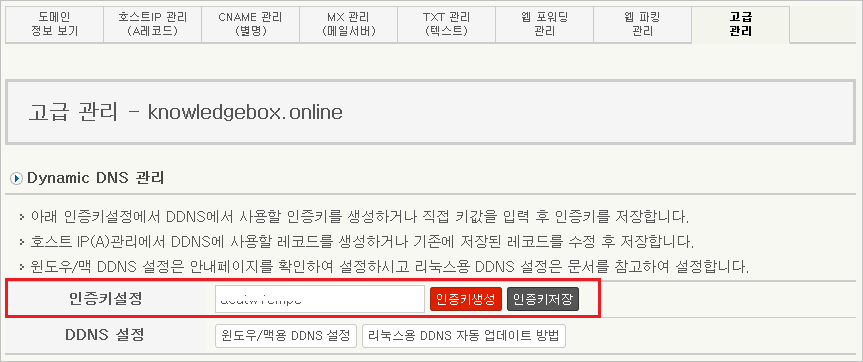 도메인
정보 보기
호스트IP 관리
(A레코드)
CNAME 관리
(별명)
MX 관리
(메일서버)
TXT 관리
(텍스트)
웹 포워딩
관리
웹 파킹
관리
고급
관리
고급 관리 - knowledgebox.online
Dynamic DNS 관리
아래 인증키설정에서 DDNS에서 사용할 인증키를 생성하거나 직접 키값을 입력 후 인증키를 저장합니다.
호스트 IP(A)관리에서 DDNS에 사용할 레코드를 생성하거나 기존에 저장된 레코드를 수정 후 저장합니다.
윈도우/맥 DDNS 설정은 안내페이지를 확인하여 설정하시고 리눅스용 DDNS 설정은 문서를 참고하여 설정합니다.
인증키설정 인증키생성 인증키저장
DDNS 설정 윈도우/맥용 DDNS 설정 리눅스용 DDNS 자동 업데이트 방법